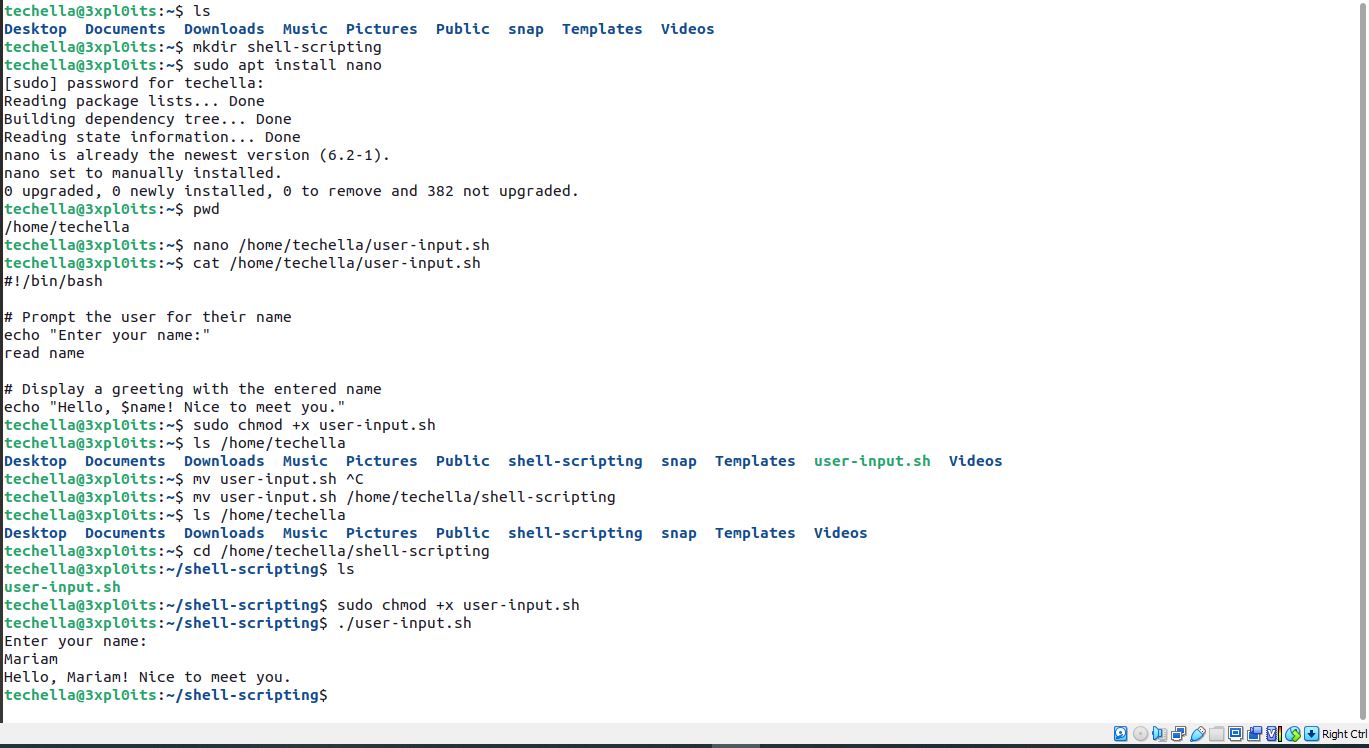 techella@3xpl0its:~$ ls
Desktop  Documents  Downloads  Music  Pictures  Public  snap  Templates  Videos
techella@3xpl0its:~$ mkdir shell-scripting
techella@3xpl0its:~$ sudo apt install nano
[sudo] password for techella:
Reading package lists... Done
Building dependency tree... Done
Reading state information... Done
nano is already the newest version (6.2-1).
nano set to manually installed.
0 upgraded, 0 newly installed, 0 to remove and 382 not upgraded.
techella@3xpl0its:~$ pwd
/home/techella
techella@3xpl0its:~$ nano /home/techella/user-input.sh
techella@3xpl0its:~$ cat /home/techella/user-input.sh
#!/bin/bash

# Prompt the user for their name
echo "Enter your name:"
read name

# Display a greeting with the entered name
echo "Hello, $name! Nice to meet you."
techella@3xpl0its:~$ sudo chmod +x user-input.sh
techella@3xpl0its:~$ ls /home/techella
Desktop  Documents  Downloads  Music  Pictures  Public  shell-scripting  snap  Templates  user-input.sh  Videos
techella@3xpl0its:~$ mv user-input.sh ^C
techella@3xpl0its:~$ mv user-input.sh /home/techella/shell-scripting
techella@3xpl0its:~$ ls /home/techella
Desktop  Documents  Downloads  Music  Pictures  Public  shell-scripting  snap  Templates  Videos
techella@3xpl0its:~$ cd /home/techella/shell-scripting
techella@3xpl0its:~/shell-scripting$ ls
user-input.sh
techella@3xpl0its:~/shell-scripting$ sudo chmod +x user-input.sh
techella@3xpl0its:~/shell-scripting$ ./user-input.sh
Enter your name:
Mariam
Hello, Mariam! Nice to meet you.
techella@3xpl0its:~/shell-scripting$
Right Ctrl